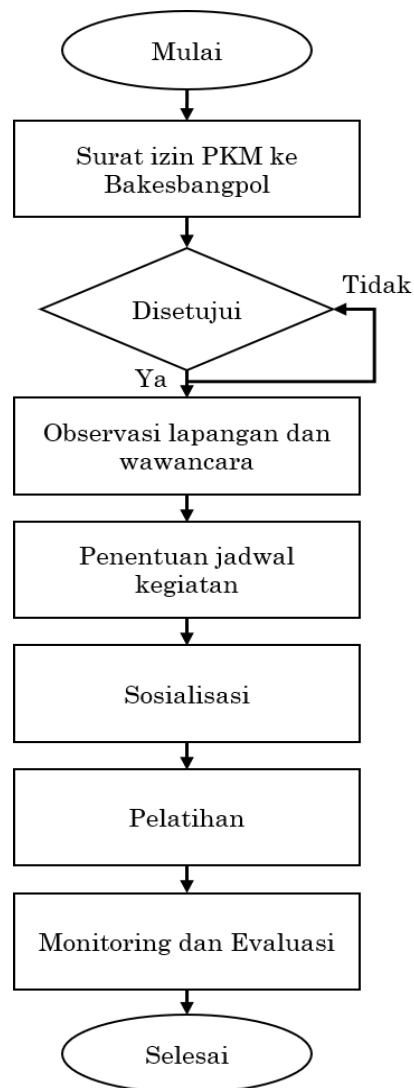 Mulai
Surat izin PKM ke
Bakesbangpol
Tidak
Disetujui
Ya
Observasi lapangan dan
wawancara
Penentuan jadwal
kegiatan
Sosialisasi
Pelatihan
Monitoring dan Evaluasi
Selesai